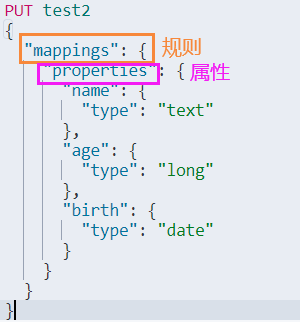 PUT test2
{
  "mappings": { 规则
    "properties": { 属性
      "name": {
        "type": "text"
      },
      "age": {
        "type": "long"
      },
      "birth": {
        "type": "date"
      }
    }
  }
}